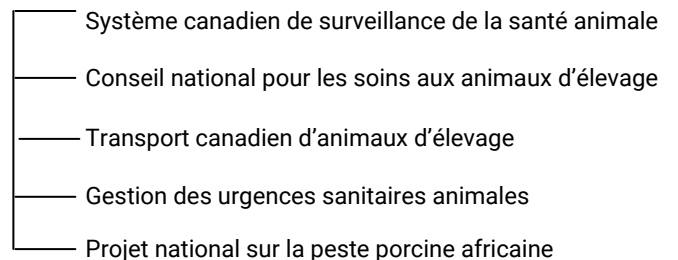 Système canadien de surveillance de la santé animale
Conseil national pour les soins aux animaux d'élevage
Transport canadien d'animaux d'élevage
Gestion des urgences sanitaires animales
Projet national sur la peste porcine africaine